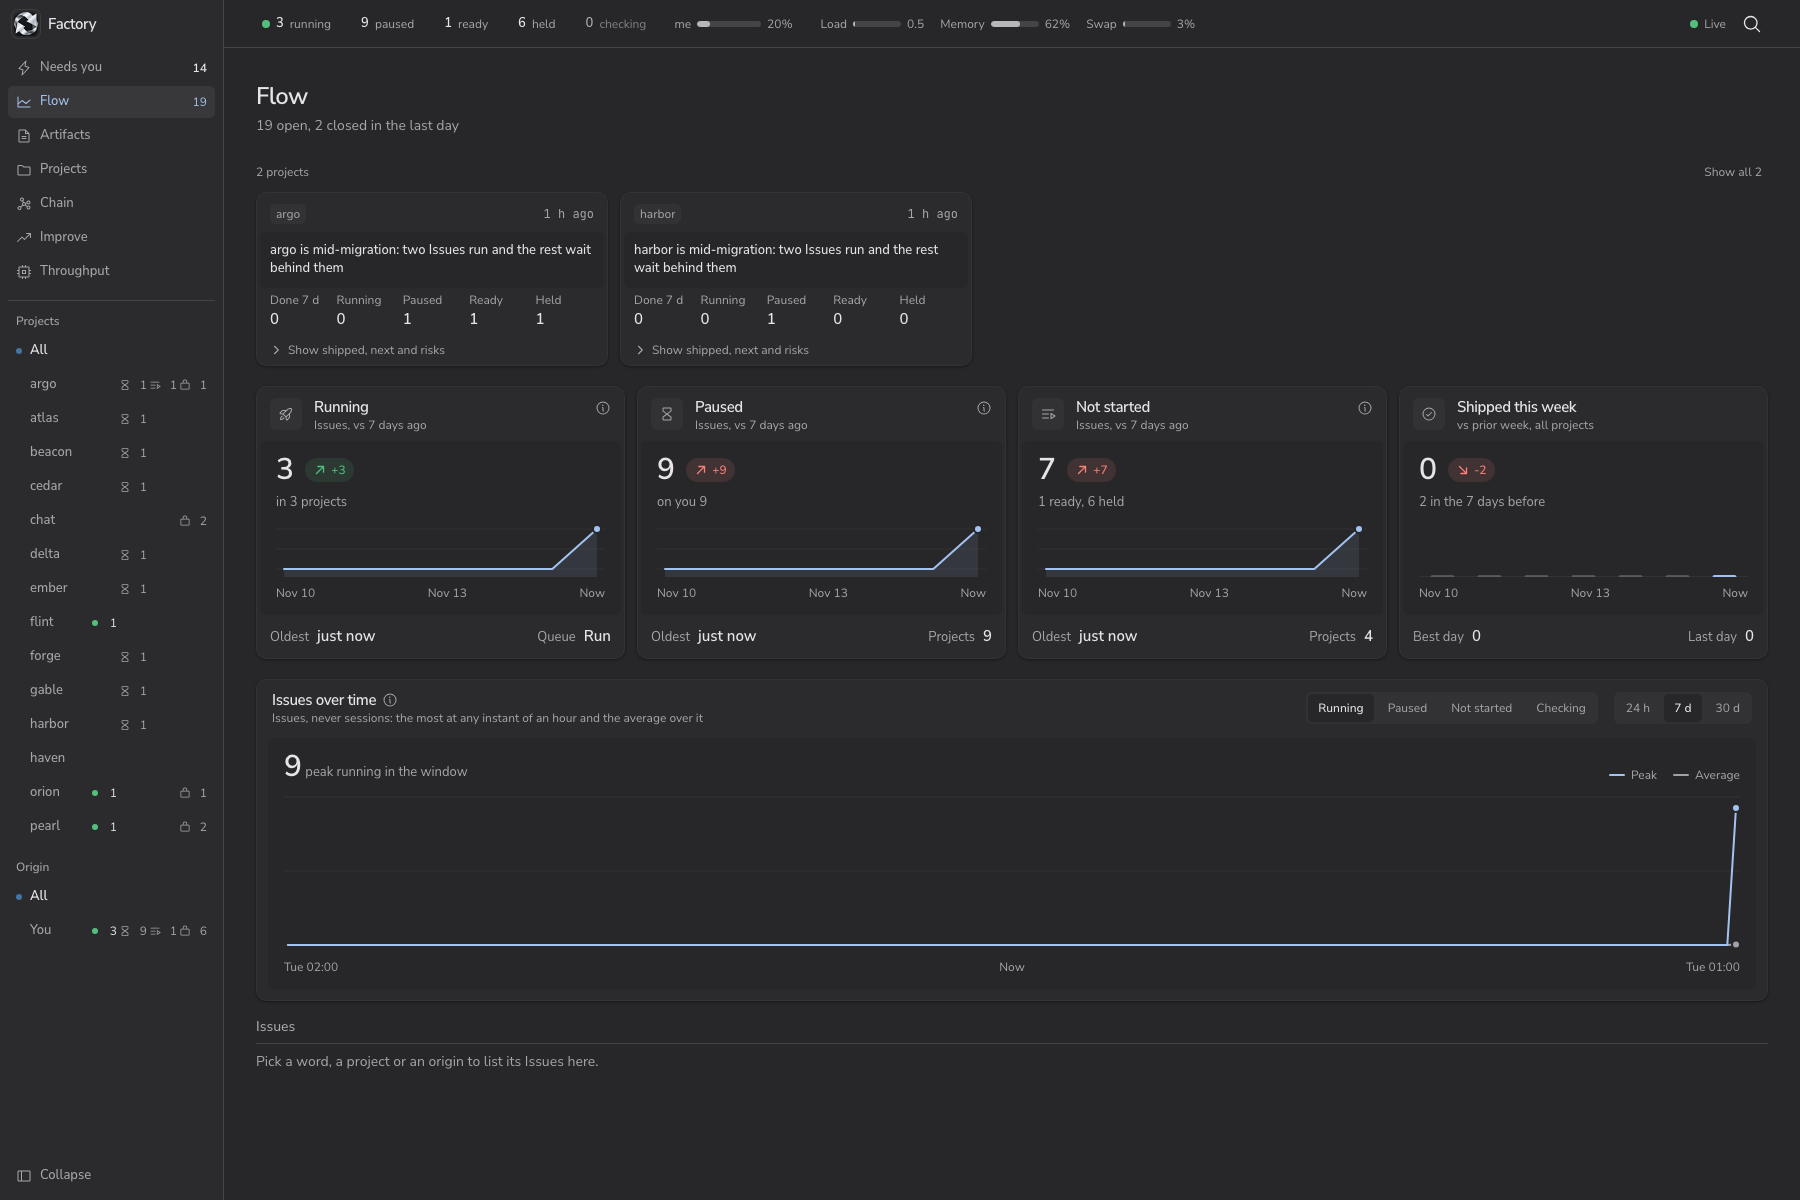 Factory
3 running 9 paused 1 ready 6 held 0 checking me 20% Load 0.5 Memory 62% Swap 3% Live
Needs you 14
Flow 19
Artifacts
Projects
Chain
Improve
Throughput
Projects
All
argo 1 1 1
atlas 1
beacon 1
cedar 1
chat 2
delta 1
ember 1
flint 1
forge 1
gable 1
harbor 1
haven
orion 1 1
pearl 1 2
Origin
All
You 3 9 1 6
Collapse
Flow
19 open, 2 closed in the last day
2 projects Show all 2
argo 1 h ago
argo is mid-migration: two Issues run and the rest wait
behind them
Done 7 d Running Paused Ready Held
0 0 1 1 1
Show shipped, next and risks
harbor 1 h ago
harbor is mid-migration: two Issues run and the rest
wait behind them
Done 7 d Running Paused Ready Held
0 0 1 0 0
Show shipped, next and risks
Running
Issues, vs 7 days ago
3 +3
in 3 projects
Nov 10 Nov 13 Now
Oldest just now Queue Run
Paused
Issues, vs 7 days ago
9 +9
on you 9
Nov 10 Nov 13 Now
Oldest just now Projects 9
Not started
Issues, vs 7 days ago
7 +7
1 ready, 6 held
Nov 10 Nov 13 Now
Oldest just now Projects 4
Shipped this week
vs prior week, all projects
0 -2
2 in the 7 days before
Nov 10 Nov 13 Now
Best day 0 Last day 0
Issues over time
Issues, never sessions: the most at any instant of an hour and the average over it
Running Paused Not started Checking 24 h 7 d 30 d
9 peak running in the window
Peak Average
Tue 02:00 Now Tue 01:00
Issues
Pick a word, a project or an origin to list its Issues here.